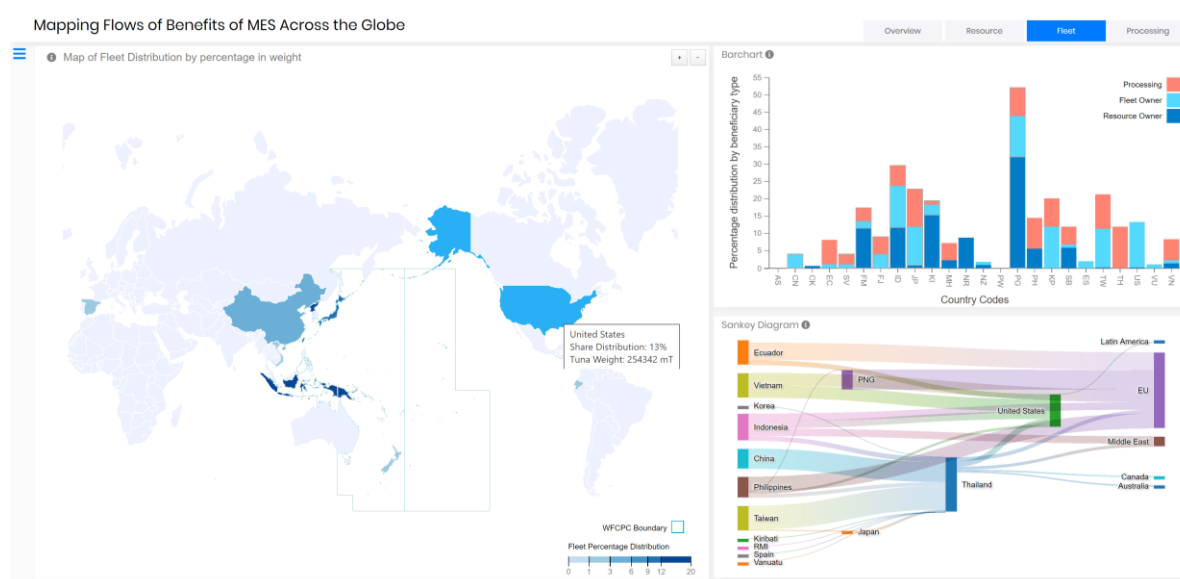 Mapping Flows of Benefits of MES Across the Globe
Overview
Resource
Fleet
Processing
Map of Fleet Distribution by percentage in weight
+
-
United States
Share Distribution: 13%
Tuna Weight: 254342 mT
WFCPC Boundary
Fleet Percentage Distribution
0 1 3 6 9 12 20
Barchart
Percentage distribution by beneficiary type
55
50
45
40
35
30
25
20
15
10
5
0
Processing
Fleet Owner
Resource Owner
AS CN CK EC SV FM FJ ID JP KI MH NR NZ PW PG PH KP SB ES TW TH US VU VN
Country Codes
Sankey Diagram
Ecuador
Vietnam
Korea
Indonesia
China
Philippines
Taiwan
Kiribati
RMI
Spain
Vanuatu
PNG
Japan
Thailand
United States
Latin America
EU
Middle East
Canada
Australia